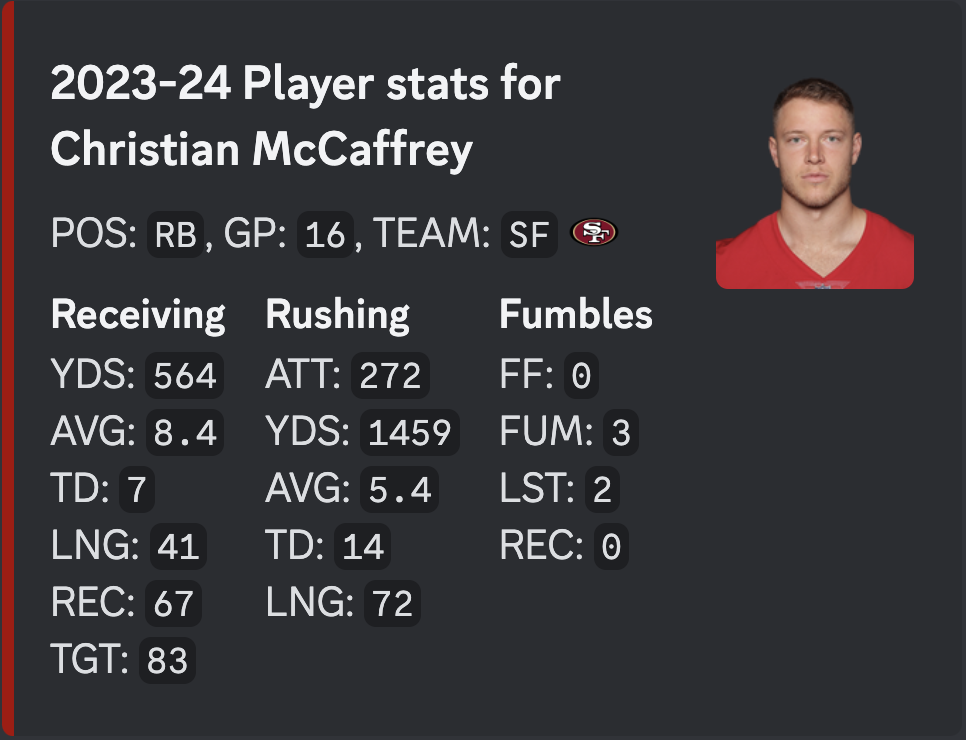 2023-24 Player stats for
Christian McCaffrey
POS: RB, GP: 16, TEAM: SF SF
Receiving
YDS: 564
AVG: 8.4
TD: 7
LNG: 41
REC: 67
TGT: 83
Rushing
ATT: 272
YDS: 1459
AVG: 5.4
TD: 14
LNG: 72
Fumbles
FF: 0
FUM: 3
LST: 2
REC: 0